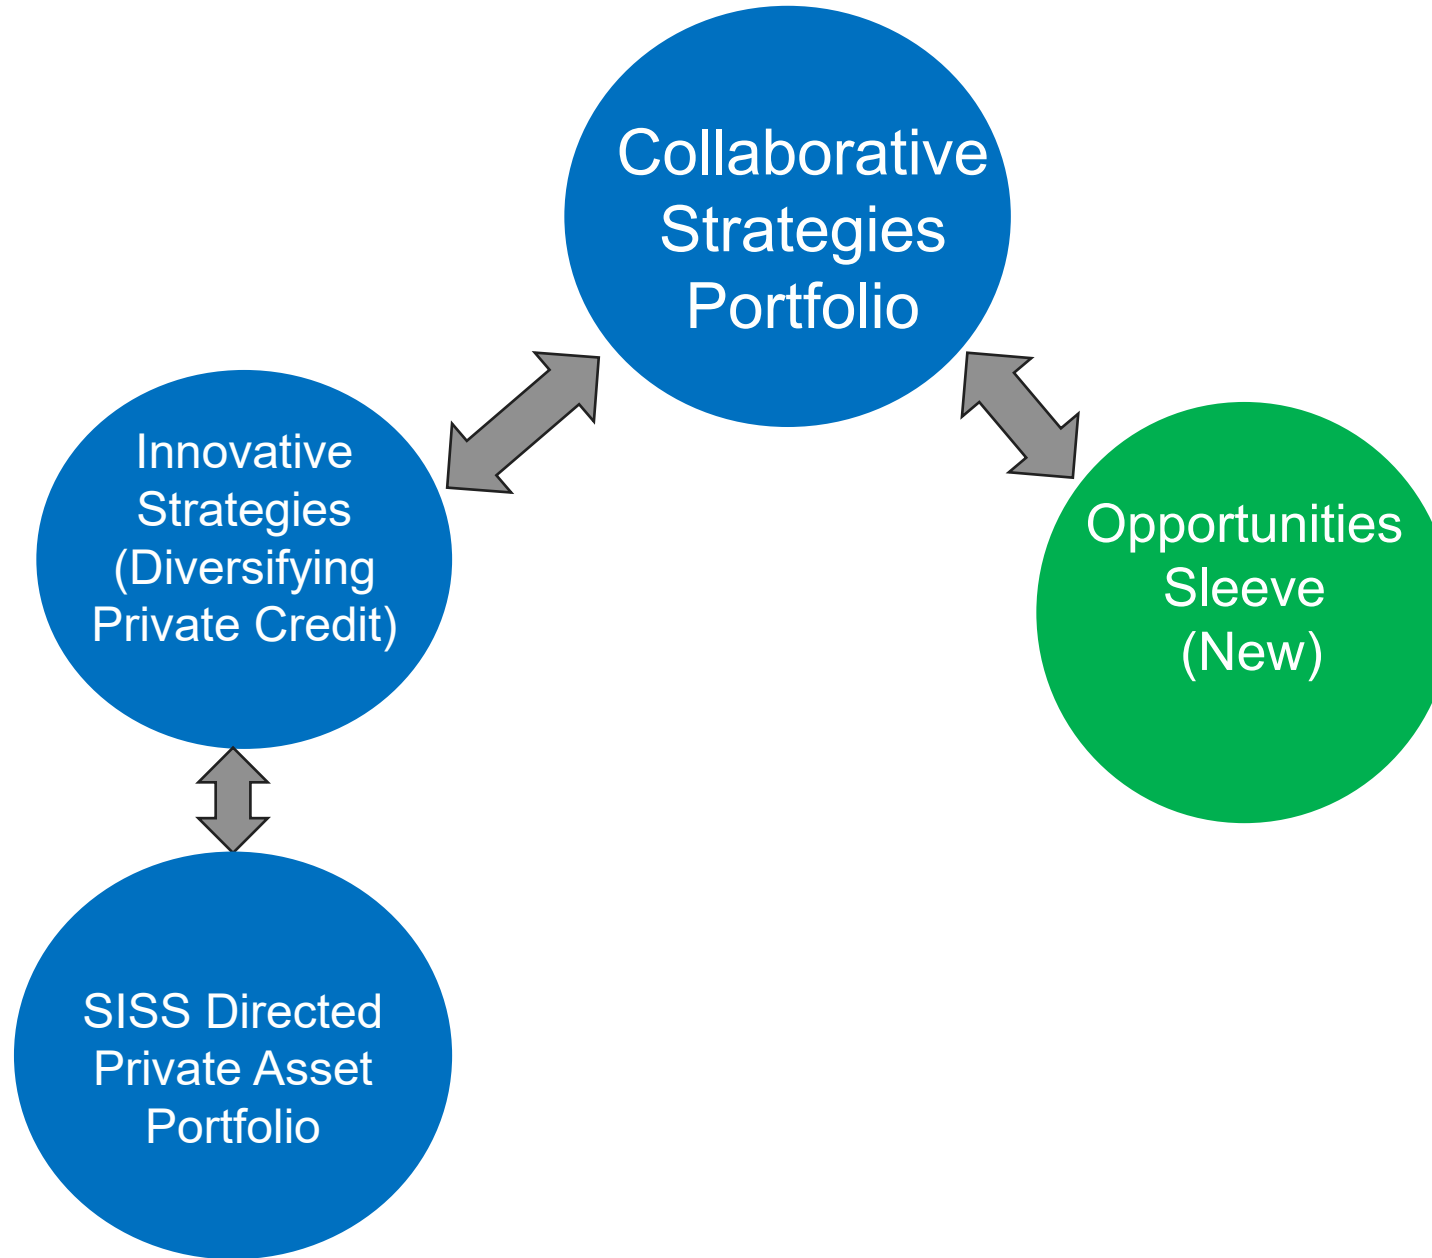 Collaborative
Strategies
Portfolio
Innovative
Strategies
(Diversifying
Private Credit)
Opportunities
Sleeve
(New)
SISS Directed
Private Asset
Portfolio